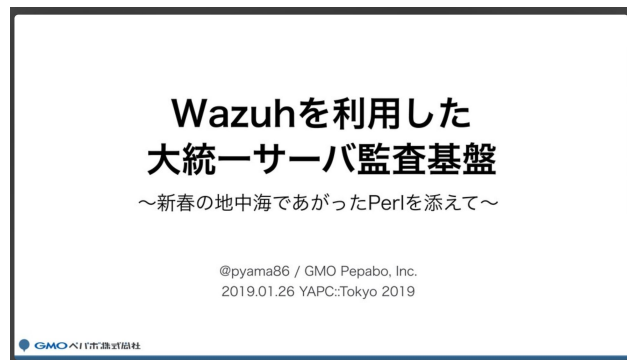 Wazuhを利用した
大統一サーバ監査基盤
〜新春の地中海であがったPerlを添えて〜
@pyama86 / GMO Pepabo, Inc.
2019.01.26 YAPC::Tokyo 2019
GMOペパボ株式会社